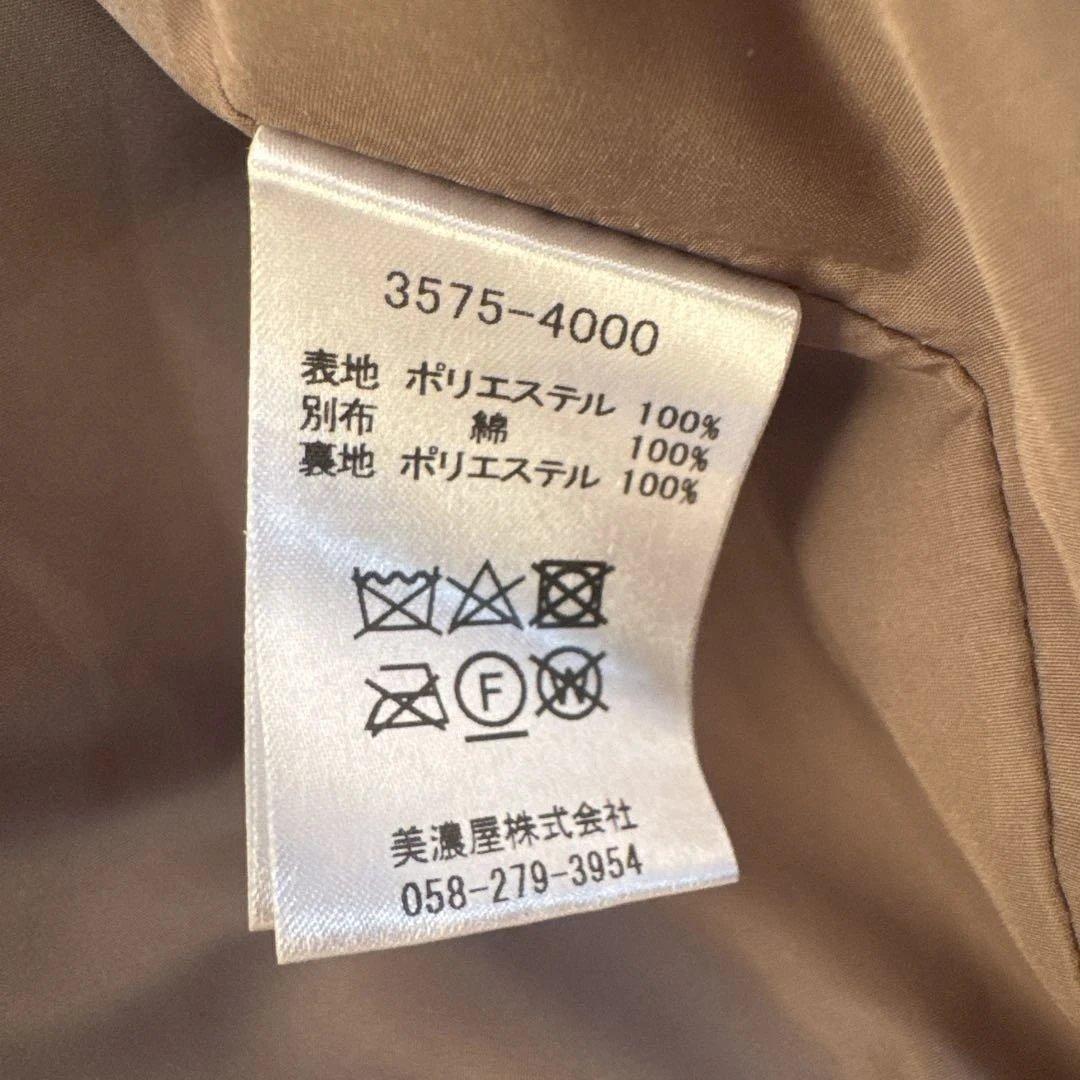 3575-4000
表地 ポリエステル 100%
別布 綿 100%
裏地 ポリエステル 100%
F W
美濃屋株式会社
058-279-3954